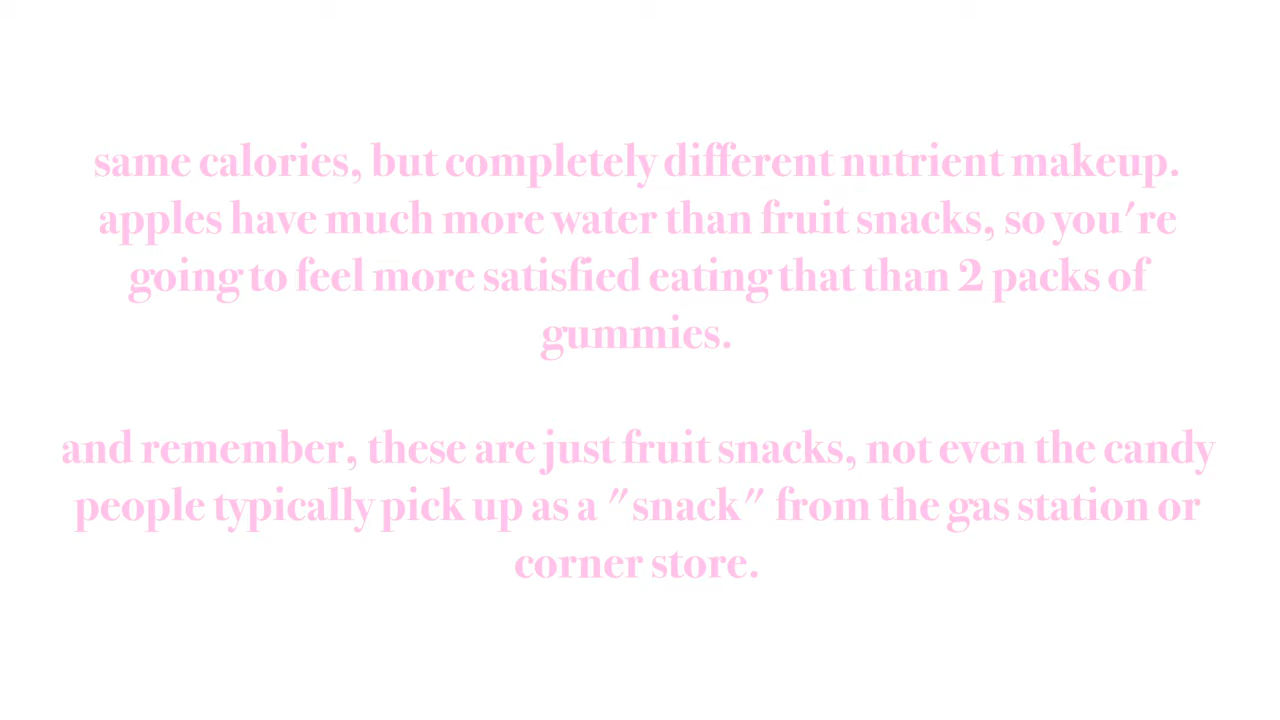 same calories, but completely different nutrient makeup.
apples have much more water than fruit snacks, so you're
going to feel more satisfied eating that than 2 packs of
gummies.
and remember, these are just fruit snacks, not even the candy
people typically pick up as a "snack" from the gas station or
corner store.